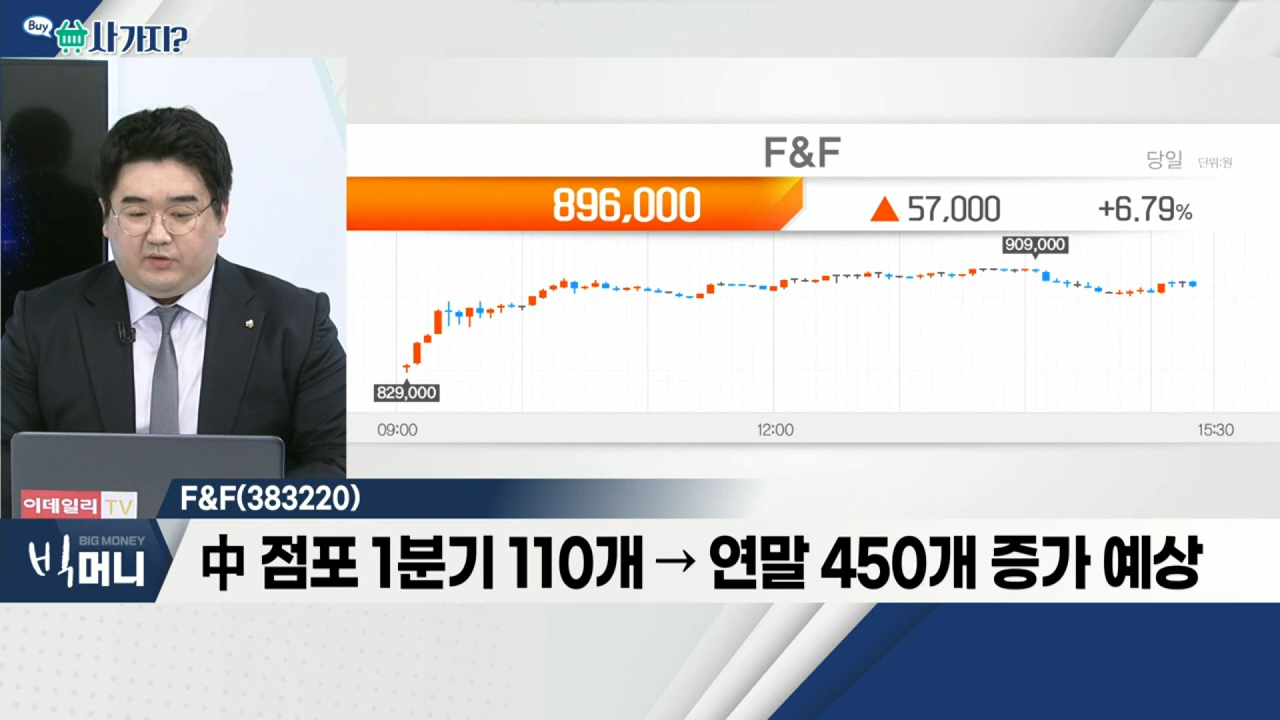 Buy 사가지?
F&F
당일 단위:원
896,000 ▲ 57,000 +6.79%
909,000
829,000
09:00 12:00 15:30
이데일리 TV
F&F(383220)
BIG MONEY
빅머니
中 점포 1분기 110개 → 연말 450개 증가 예상